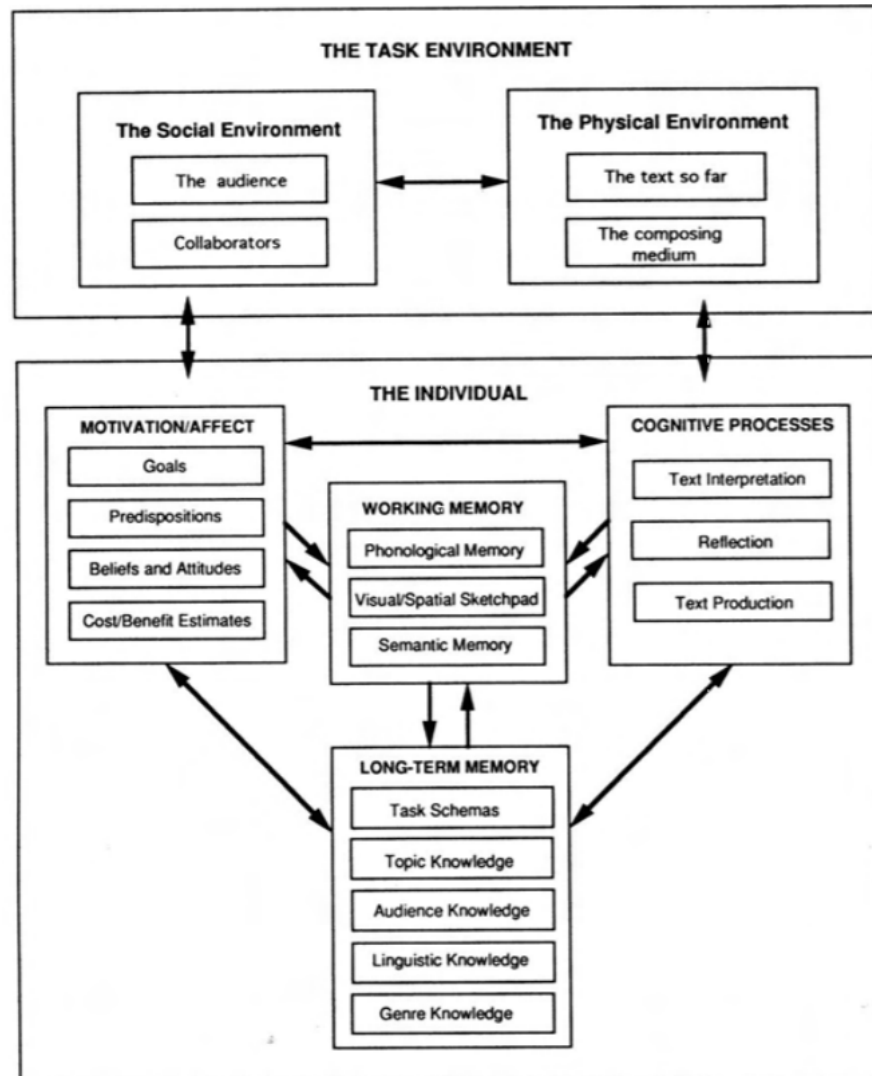 THE TASK ENVIRONMENT
The Social Environment
The audience
Collaborators
The Physical Environment
The text so far
The composing
medium
THE INDIVIDUAL
MOTIVATION/AFFECT
Goals
Predispositions
Beliefs and Attitudes
Cost/Benefit Estimates
WORKING MEMORY
Phonological Memory
Visual/Spatial Sketchpad
Semantic Memory
COGNITIVE PROCESSES
Text Interpretation
Reflection
Text Production
LONG-TERM MEMORY
Task Schemas
Topic Knowledge
Audience Knowledge
Linguistic Knowledge
Genre Knowledge